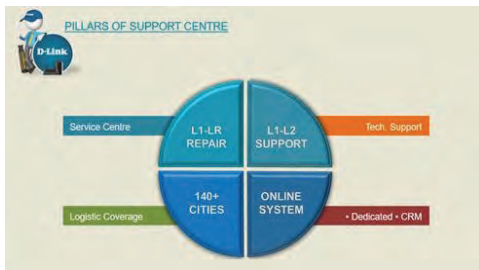 PILLARS OF SUPPORT CENTRE
D-Link
Service Centre
L1-LR
REPAIR
L1-L2
SUPPORT
Tech. Support
Logistic Coverage
140+
CITIES
ONLINE
SYSTEM
• Dedicated • CRM